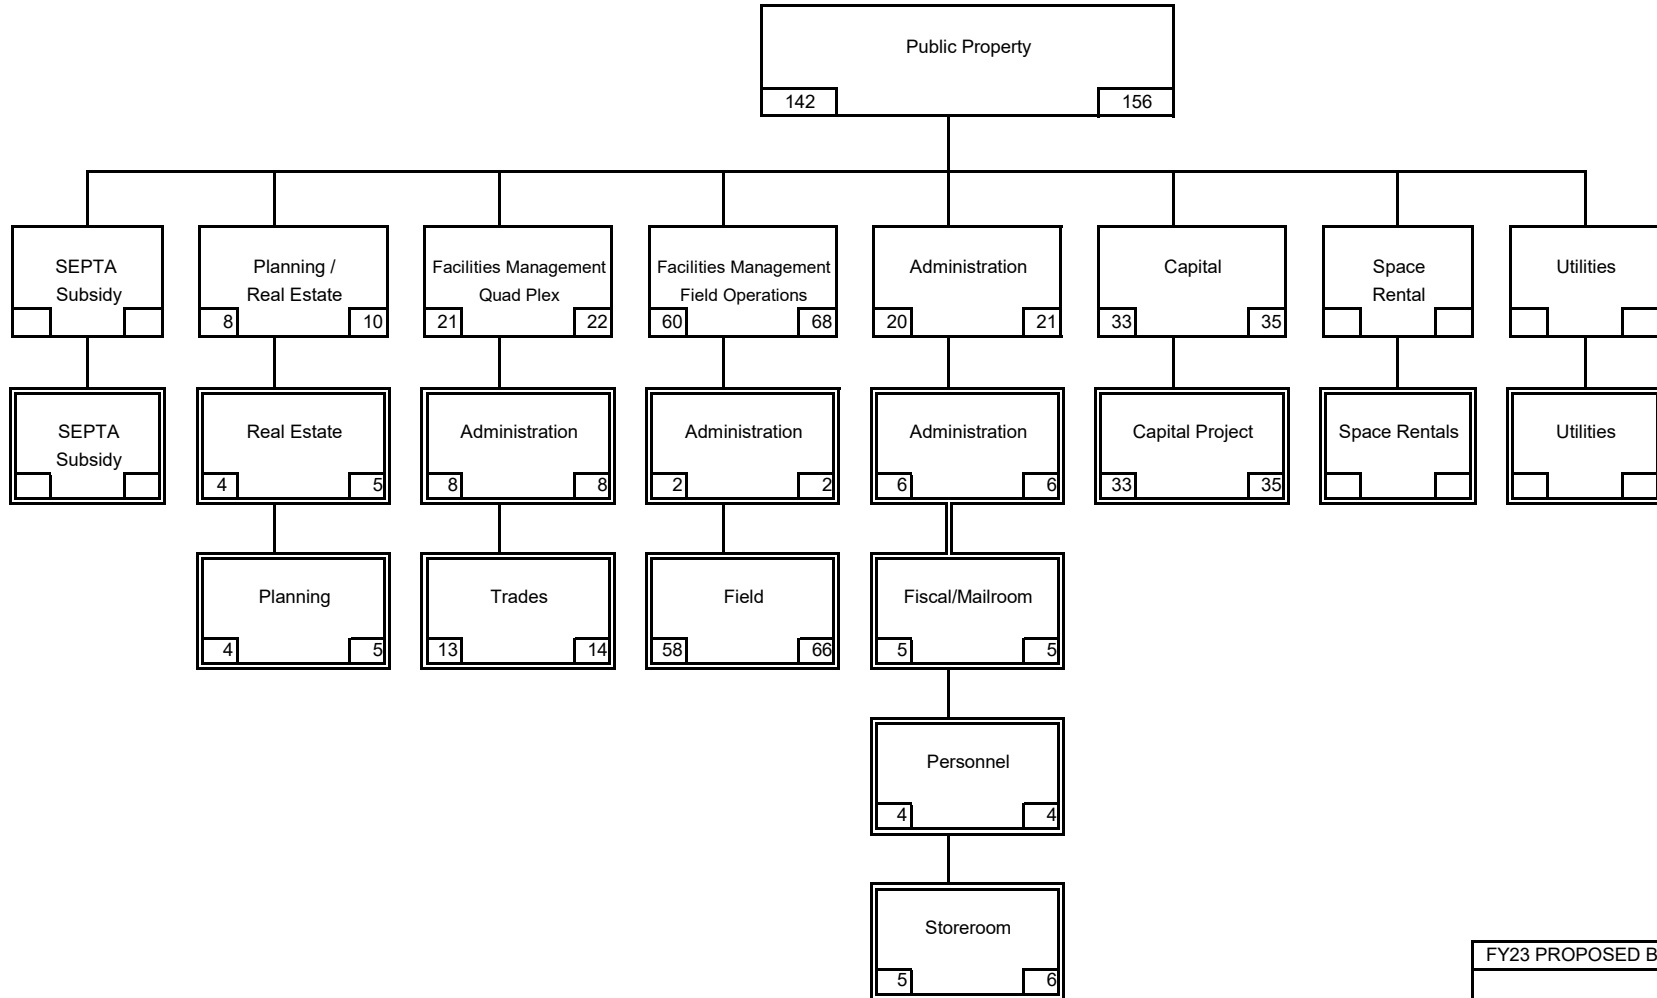 Public Property
142 156
SEPTA
Subsidy
Planning /
Real Estate
8 10
Facilities Management
Quad Plex
21 22
Facilities Management
Field Operations
60 68
Administration
20 21
Capital
33 35
Space
Rental
Utilities
SEPTA
Subsidy
Real Estate
4 5
Administration
8 8
Administration
2 2
Administration
6 6
Capital Project
33 35
Space Rentals
Utilities
Planning
4 5
Trades
13 14
Field
58 66
Fiscal/Mailroom
5 5
Personnel
4 4
Storeroom
5 6
FY23 PROPOSED B